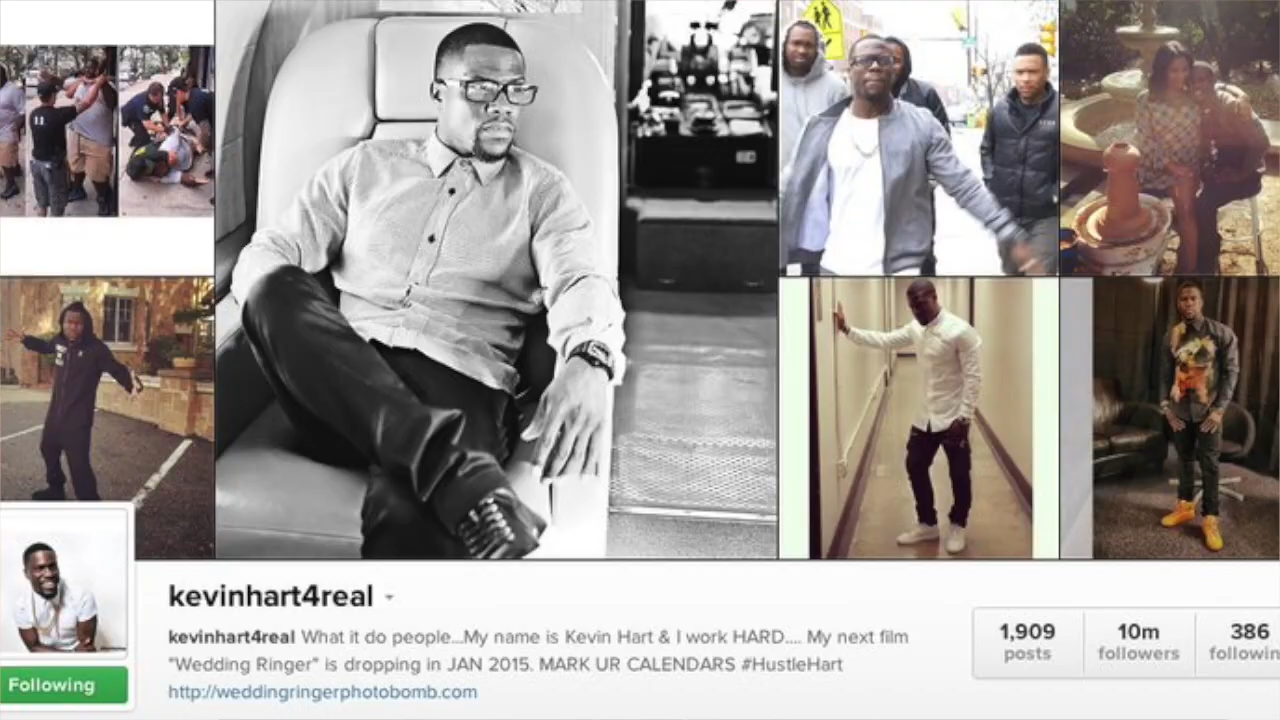 kevinhart4real
kevinhart4real What it do people...My name is Kevin Hart & I work HARD.... My next film
"Wedding Ringer" is dropping in JAN 2015. MARK UR CALENDARS #HustleHart
http://weddingringerphotobomb.com
Following
1,909 10m 386
posts followers followin